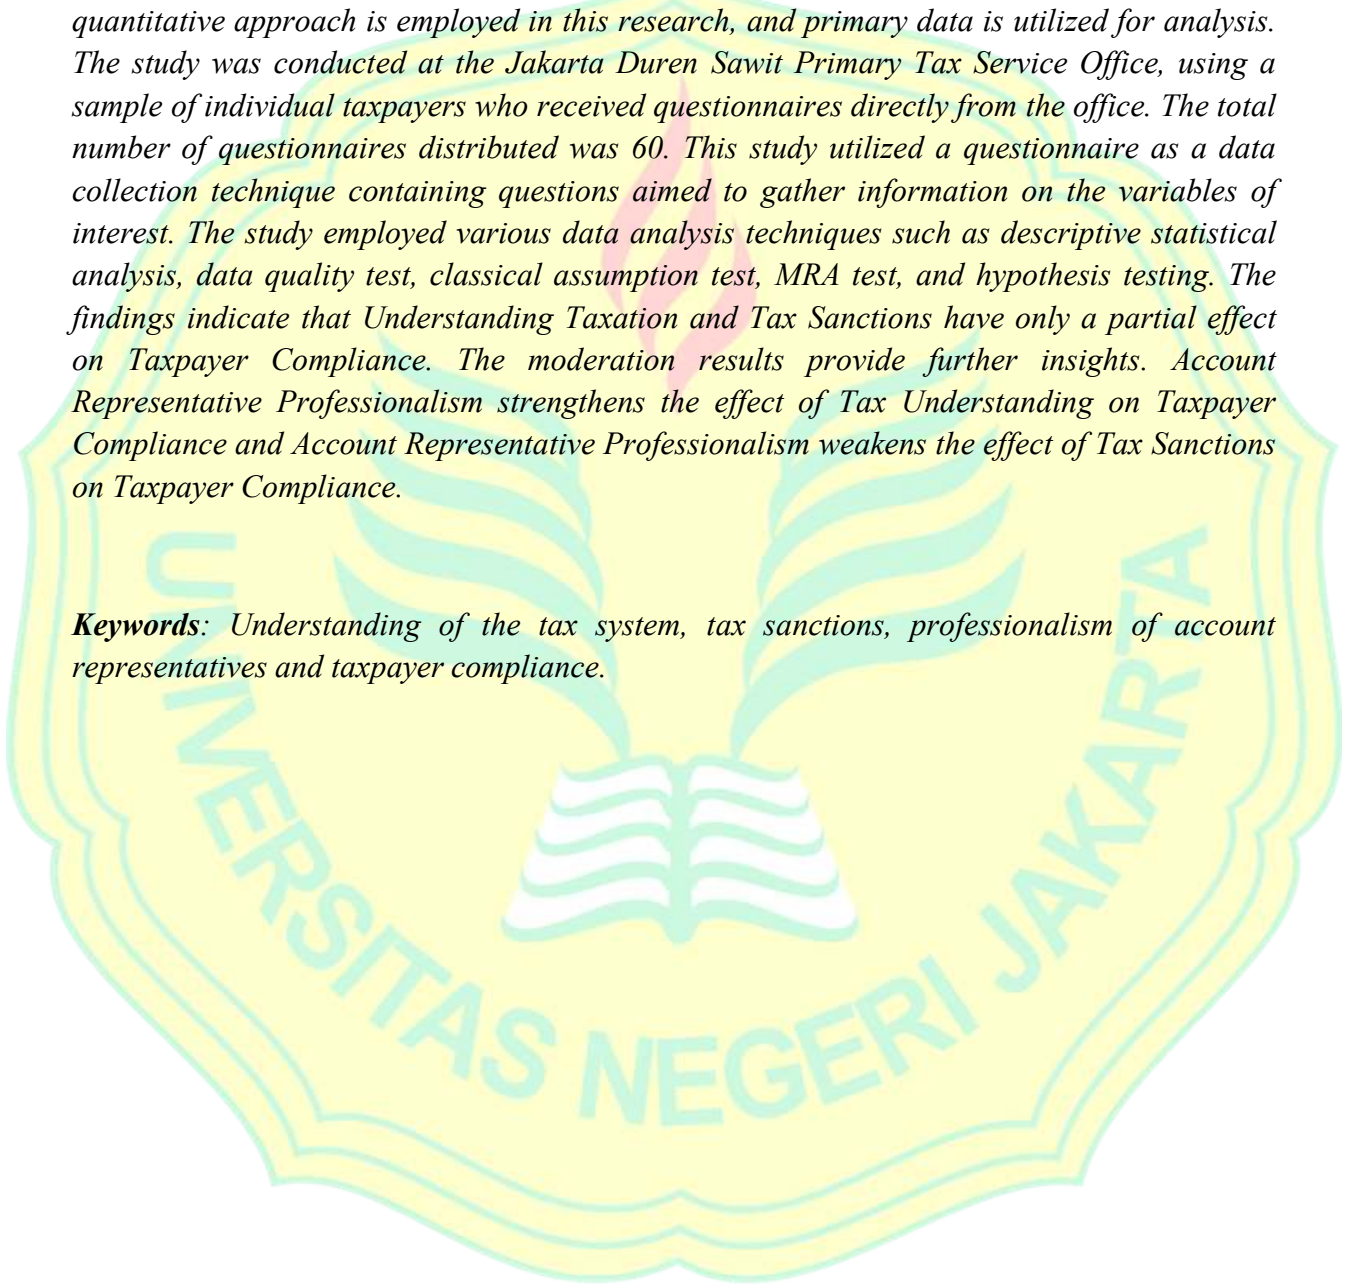 quantitative approach is employed in this research, and primary data is utilized for analysis.
The study was conducted at the Jakarta Duren Sawit Primary Tax Service Office, using a
sample of individual taxpayers who received questionnaires directly from the office. The total
number of questionnaires distributed was 60. This study utilized a questionnaire as a data
collection technique containing questions aimed to gather information on the variables of
interest. The study employed various data analysis techniques such as descriptive statistical
analysis, data quality test, classical assumption test, MRA test, and hypothesis testing. The
findings indicate that Understanding Taxation and Tax Sanctions have only a partial effect
on Taxpayer Compliance. The moderation results provide further insights. Account
Representative Professionalism strengthens the effect of Tax Understanding on Taxpayer
Compliance and Account Representative Professionalism weakens the effect of Tax Sanctions
on Taxpayer Compliance.
Keywords: Understanding of the tax system, tax sanctions, professionalism of account
representatives and taxpayer compliance.
UNIVERSITAS NEGERI JAKARTA